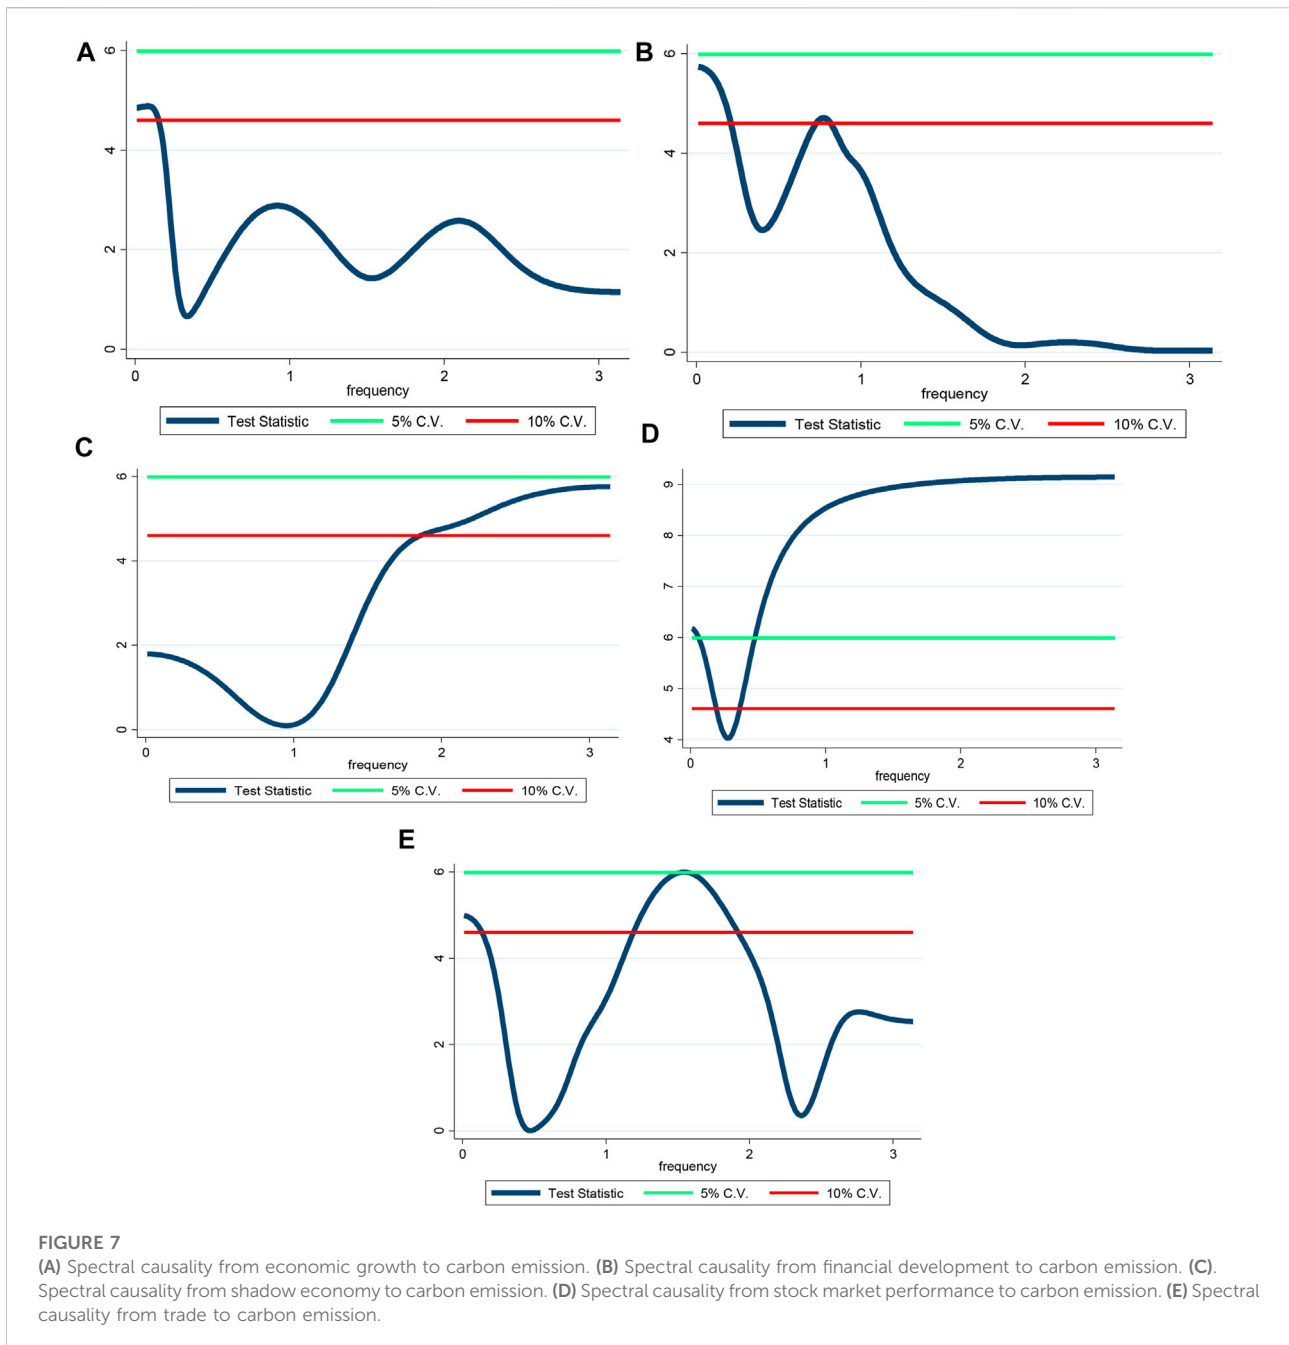 A
6
4
2
0
0 1 2 3
frequency
Test Statistic 5% C.V. 10% C.V.
B
6
4
2
0
0 1 2 3
frequency
Test Statistic 5% C.V. 10% C.V.
C
6
4
2
0
0 1 2 3
frequency
Test Statistic 5% C.V. 10% C.V.
D
9
8
7
6
5
4
0 1 2 3
frequency
Test Statistic 5% C.V. 10% C.V.
E
6
4
2
0
0 1 2 3
frequency
Test Statistic 5% C.V. 10% C.V.
FIGURE 7
(A) Spectral causality from economic growth to carbon emission. (B) Spectral causality from financial development to carbon emission. (C).
Spectral causality from shadow economy to carbon emission. (D) Spectral causality from stock market performance to carbon emission. (E) Spectral
causality from trade to carbon emission.